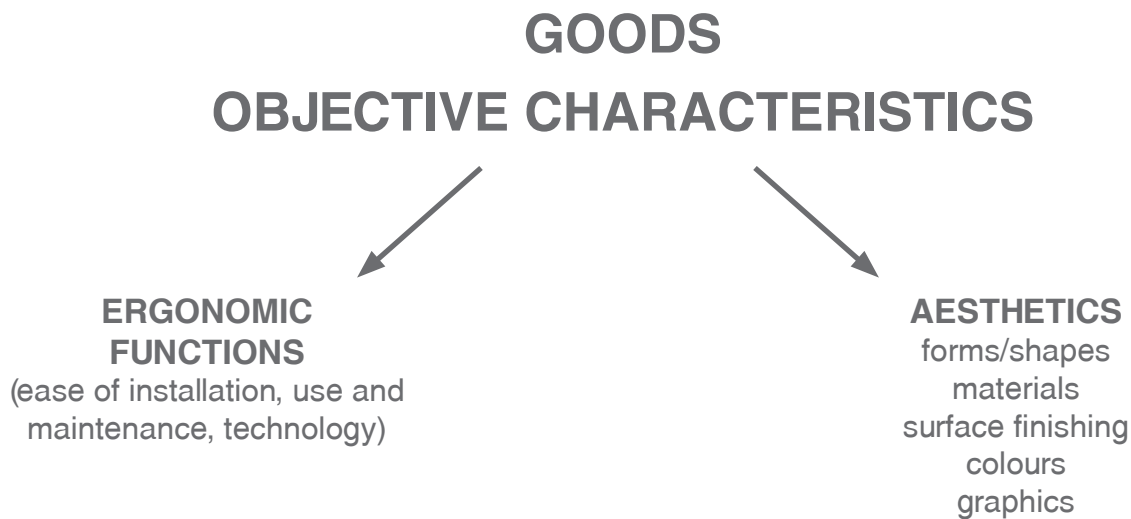 GOODS
OBJECTIVE CHARACTERISTICS
ERGONOMIC
FUNCTIONS
(ease of installation, use and
maintenance, technology)
AESTHETICS
forms/shapes
materials
surface finishing
colours
graphics